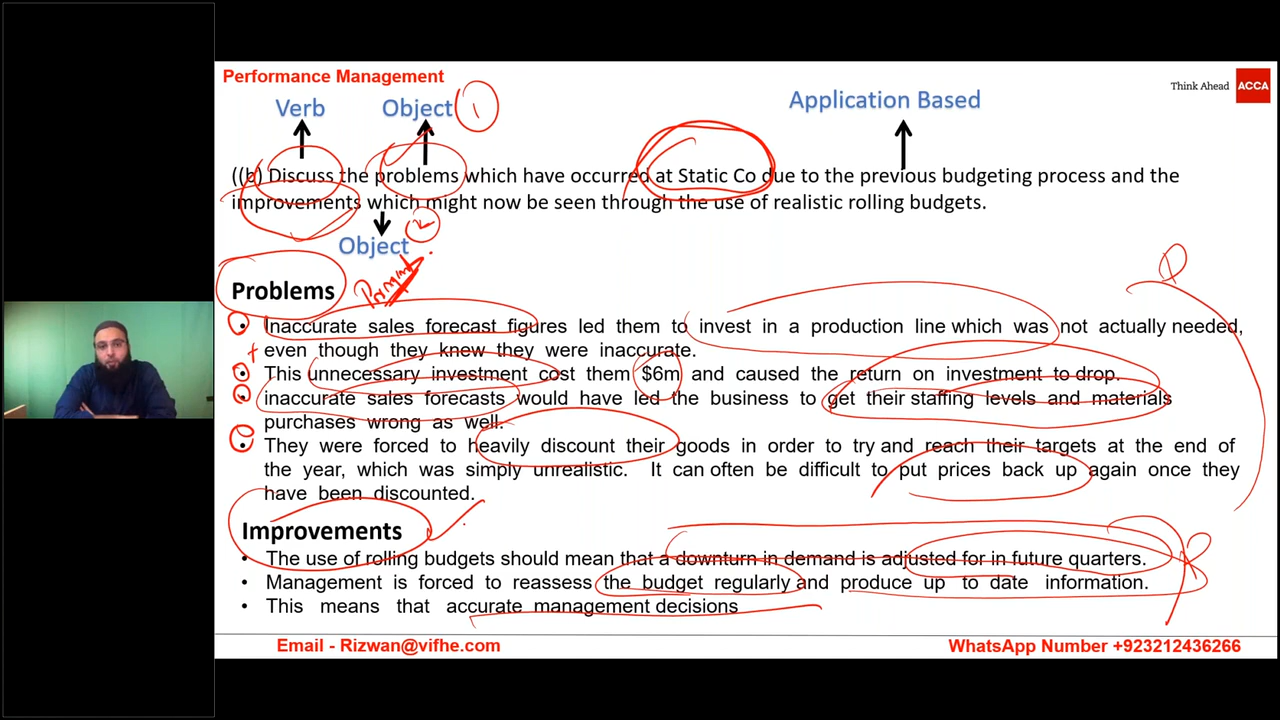 Performance Management
Think Ahead ACCA
Verb Object 1 Application Based
((b) Discuss the problems which have occurred at Static Co due to the previous budgeting process and the
improvements which might now be seen through the use of realistic rolling budgets.
2
Object
Problems
• Inaccurate sales forecast figures led them to invest in a production line which was not actually needed,
even though they knew they were inaccurate.
• This unnecessary investment cost them $6m and caused the return on investment to drop.
• inaccurate sales forecasts would have led the business to get their staffing levels and materials
purchases wrong as well.
• They were forced to heavily discount their goods in order to try and reach their targets at the end of
the year, which was simply unrealistic. It can often be difficult to put prices back up again once they
have been discounted.
Improvements
• The use of rolling budgets should mean that a downturn in demand is adjusted for in future quarters.
• Management is forced to reassess the budget regularly and produce up to date information.
• This means that accurate management decisions
Email - Rizwan@vifhe.com WhatsApp Number +923212436266